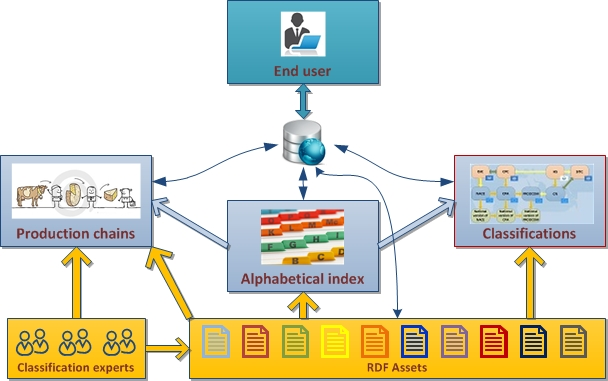 End user
Production chains
Alphabetical index
Classifications
Classification experts
RDF Assets